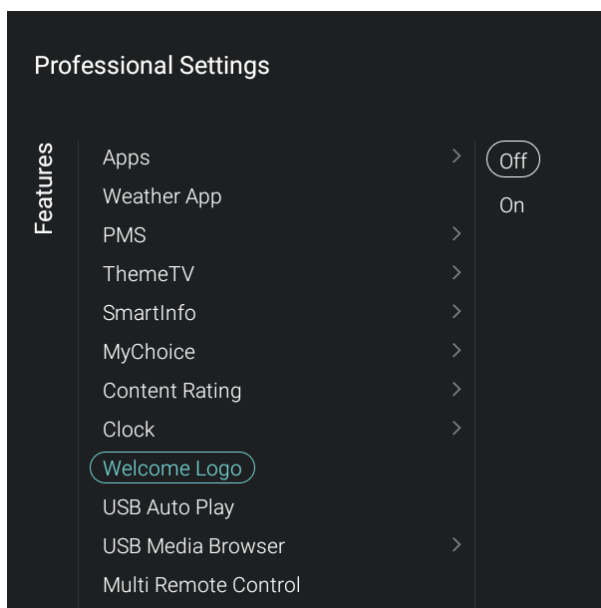 Professional Settings
Features
Apps
Weather App
PMS
ThemeTV
SmartInfo
MyChoice
Content Rating
Clock
Welcome Logo
USB Auto Play
USB Media Browser
Multi Remote Control
Off
On